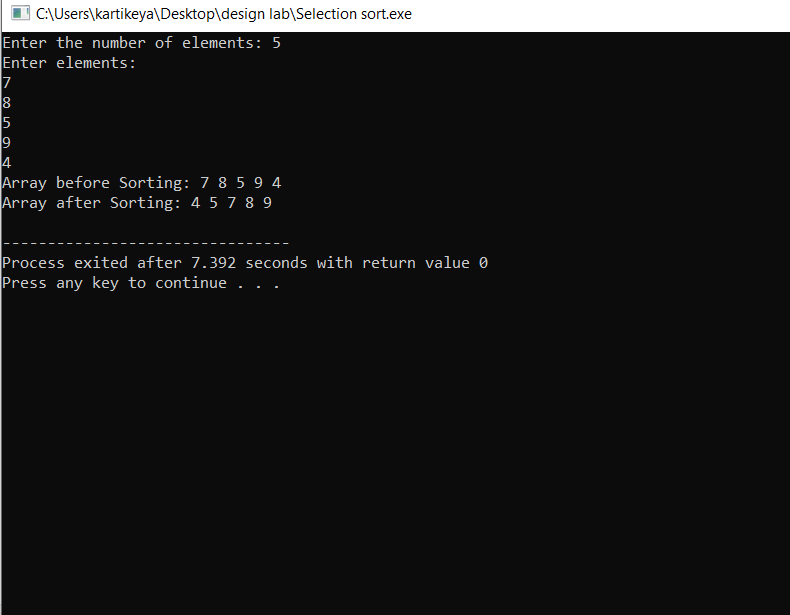 C:\Users\kartikeya\Desktop\design lab\Selection sort.exe
Enter the number of elements: 5
Enter elements:
7
8
5
9
4
Array before Sorting: 7 8 5 9 4
Array after Sorting: 4 5 7 8 9
--------------------------------
Process exited after 7.392 seconds with return value 0
Press any key to continue . . .